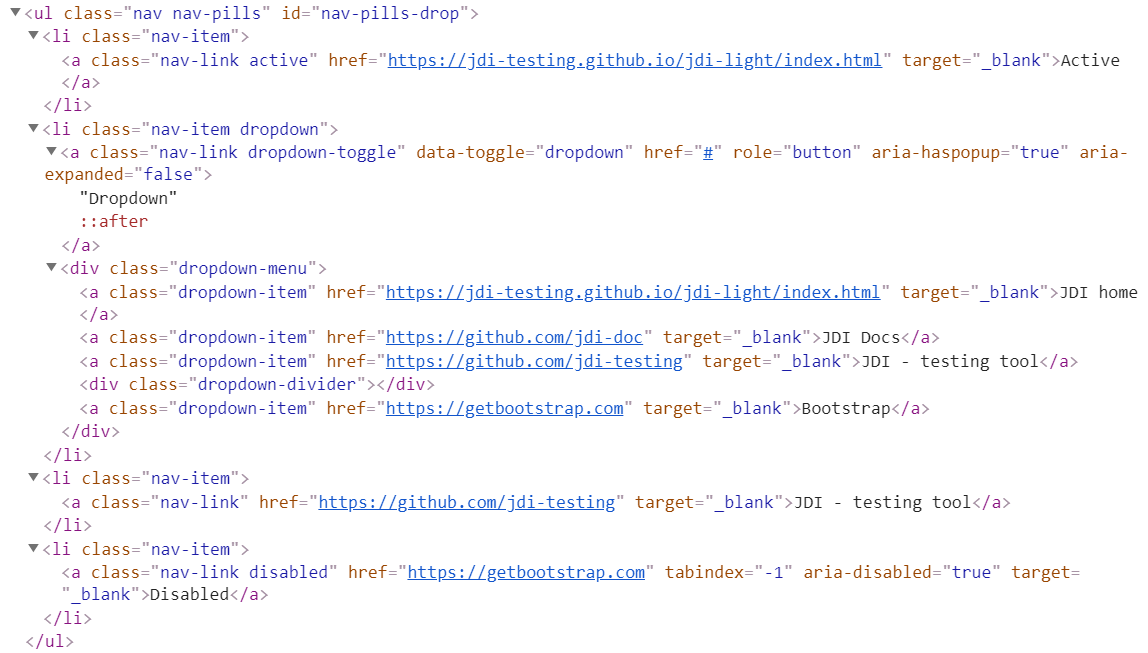 ▼<ul class="nav nav-pills" id="nav-pills-drop">
▼<li class="nav-item">
<a class="nav-link active" href="https://jdi-testing.github.io/jdi-light/index.html" target="_blank">Active
</a>
</li>
▼<li class="nav-item dropdown">
▼<a class="nav-link dropdown-toggle" data-toggle="dropdown" href="#" role="button" aria-haspopup="true" aria-
expanded="false">
"Dropdown"
::after
</a>
▼<div class="dropdown-menu">
<a class="dropdown-item" href="https://jdi-testing.github.io/jdi-light/index.html" target="_blank">JDI home
</a>
<a class="dropdown-item" href="https://github.com/jdi-doc" target="_blank">JDI Docs</a>
<a class="dropdown-item" href="https://github.com/jdi-testing" target="_blank">JDI - testing tool</a>
<div class="dropdown-divider"></div>
<a class="dropdown-item" href="https://getbootstrap.com" target="_blank">Bootstrap</a>
</div>
</li>
▼<li class="nav-item">
<a class="nav-link" href="https://github.com/jdi-testing" target="_blank">JDI - testing tool</a>
</li>
▼<li class="nav-item">
<a class="nav-link disabled" href="https://getbootstrap.com" tabindex="-1" aria-disabled="true" target=
"_blank">Disabled</a>
</li>
</ul>